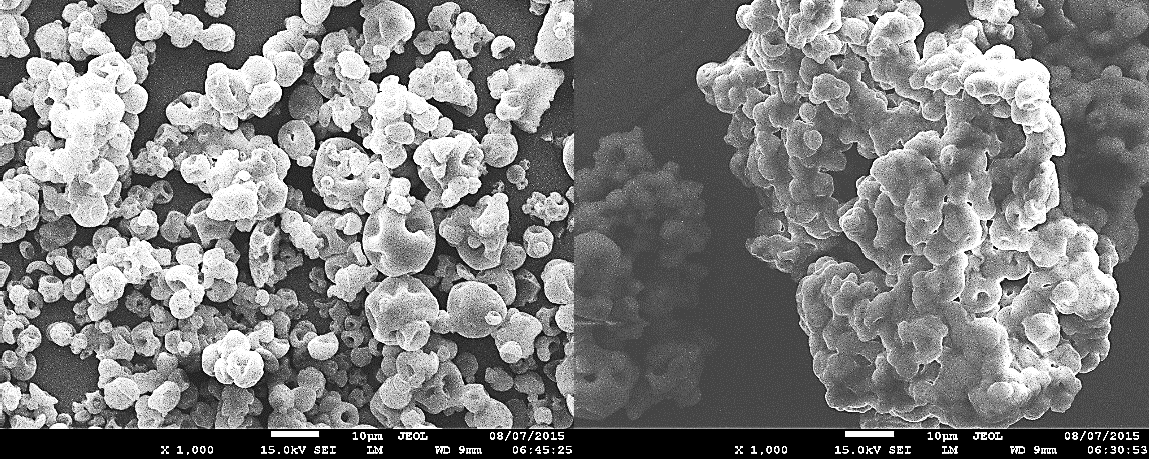 10µm JEOL 08/07/2015
X 1,000 15.0kV SEI LM WD 9mm 06:45:25
10µm JEOL 08/07/2015
X 1,000 15.0kV SEI LM WD 9mm 06:30:53